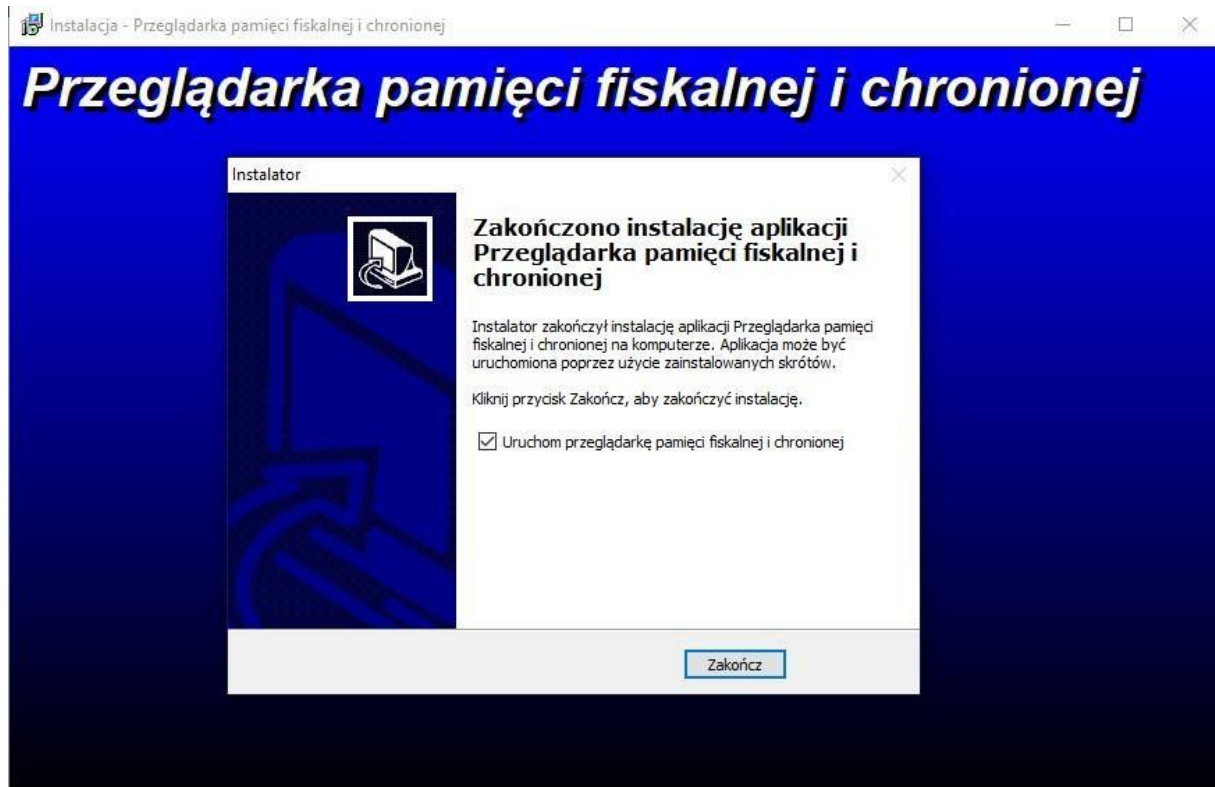 Instalacja - Przeglądarka pamięci fiskalnej i chronionej
Przeglądarka pamięci fiskalnej i chronionej
Instalator
Zakończono instalację aplikacji
Przeglądarka pamięci fiskalnej i
chronionej
Instalator zakończył instalację aplikacji Przeglądarka pamięci
fiskalnej i chronionej na komputerze. Aplikacja może być
uruchomiona poprzez użycie zainstalowanych skrótów.
Kliknij przycisk Zakończ, aby zakończyć instalację.
Uruchom przeglądarkę pamięci fiskalnej i chronionej
Zakończ